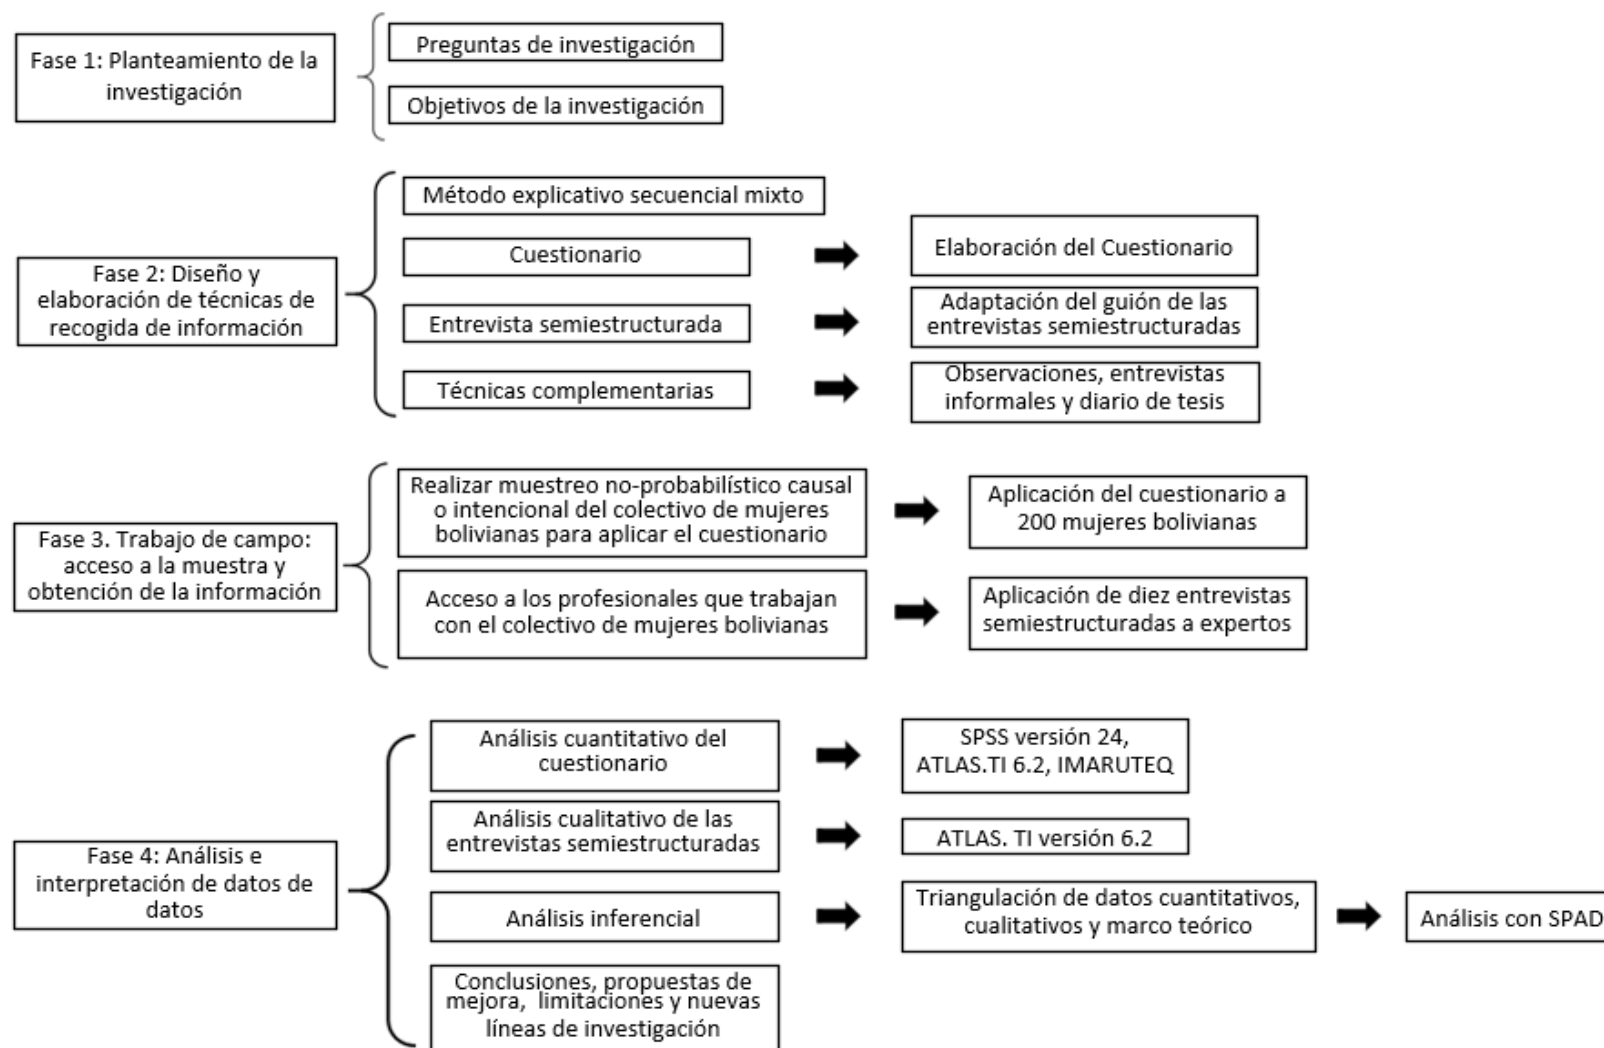 Fase 1: Planteamiento de la
investigación
Preguntas de investigación
Objetivos de la investigación
Fase 2: Diseño y
elaboración de técnicas de
recogida de información
Método explicativo secuencial mixto
Cuestionario
Elaboración del Cuestionario
Entrevista semiestructurada
Adaptación del guión de las
entrevistas semiestructuradas
Técnicas complementarias
Observaciones, entrevistas
informales y diario de tesis
Fase 3. Trabajo de campo:
acceso a la muestra y
obtención de la información
Realizar muestreo no-probabilístico causal
o intencional del colectivo de mujeres
bolivianas para aplicar el cuestionario
Aplicación del cuestionario a
200 mujeres bolivianas
Acceso a los profesionales que trabajan
con el colectivo de mujeres bolivianas
Aplicación de diez entrevistas
semiestructuradas a expertos
Fase 4: Análisis e
interpretación de datos de
datos
Análisis cuantitativo del
cuestionario
SPSS versión 24,
ATLAS.TI 6.2, IMARUTEQ
Análisis cualitativo de las
entrevistas semiestructuradas
ATLAS. TI versión 6.2
Análisis inferencial
Triangulación de datos cuantitativos,
cualitativos y marco teórico
Análisis con SPAD
Conclusiones, propuestas de
mejora, limitaciones y nuevas
líneas de investigación